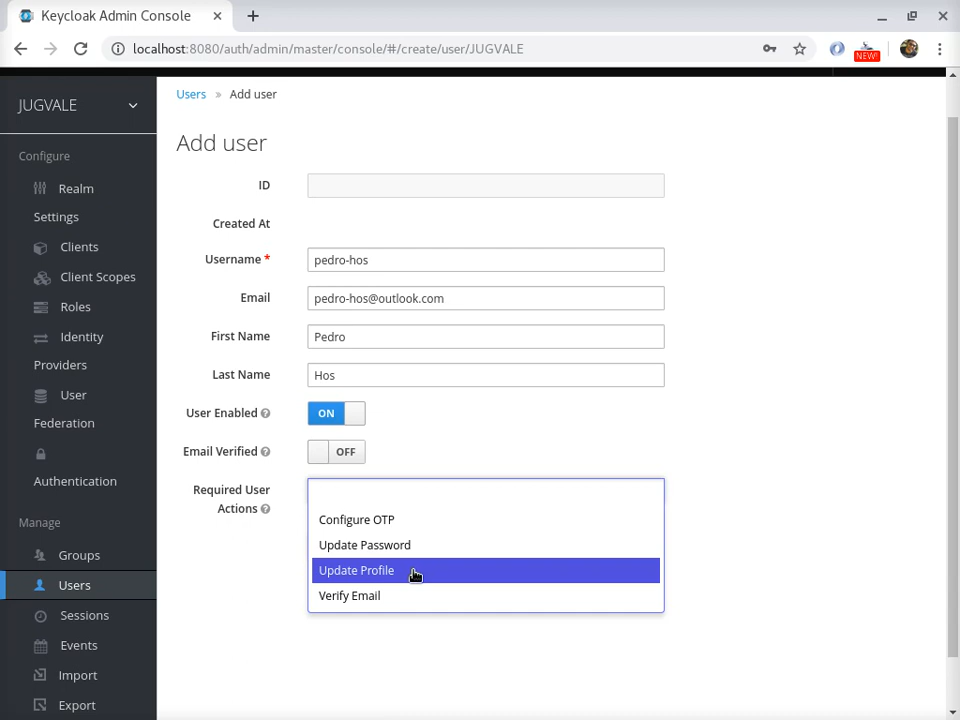 Keycloak Admin Console
localhost:8080/auth/admin/master/console/#/create/user/JUGVALE
NEW!
JUGVALE
Configure
Realm
Settings
Clients
Client Scopes
Roles
Identity
Providers
User
Federation
Authentication
Manage
Groups
Users
Sessions
Events
Import
Export
Users » Add user
Add user
ID
Created At
Username *
pedro-hos
Email
pedro-hos@outlook.com
First Name
Pedro
Last Name
Hos
User Enabled
ON
Email Verified
OFF
Required User
Actions
Configure OTP
Update Password
Update Profile
Verify Email